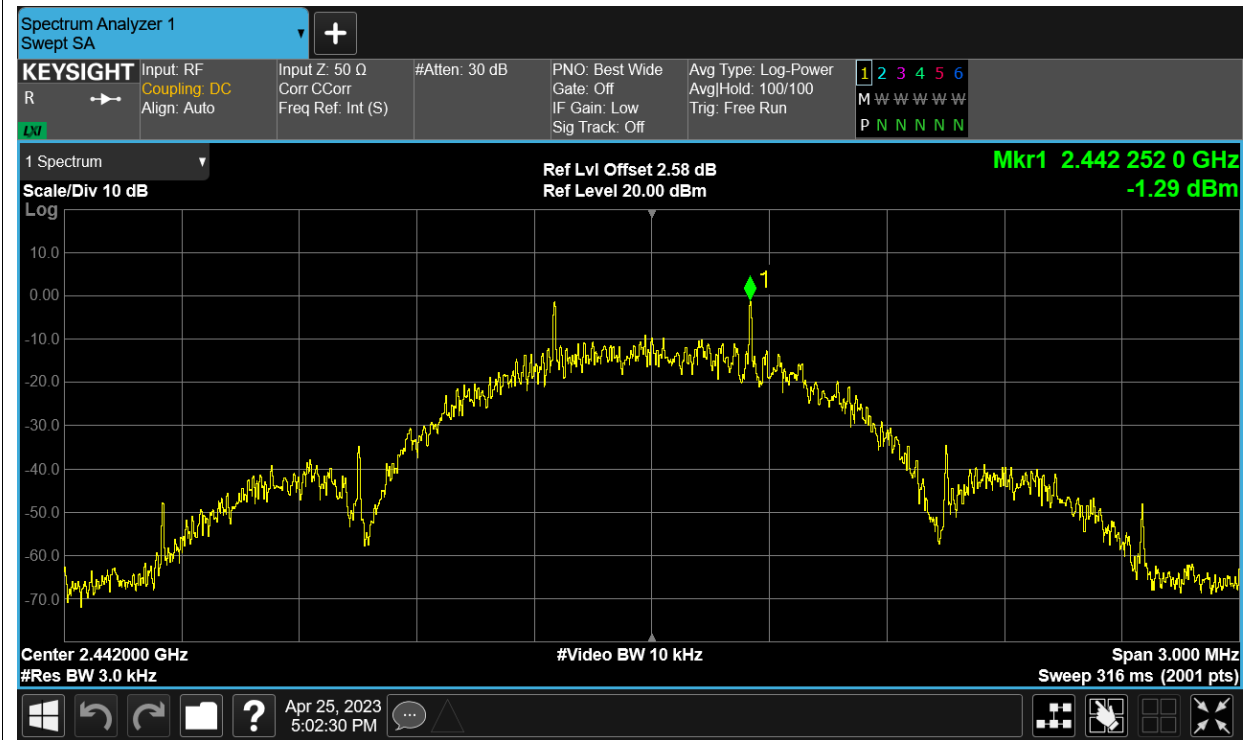 Spectrum Analyzer 1
Swept SA
+
KEYSIGHT
R
LXI
Input: RF
Coupling: DC
Align: Auto
Input Z: 50 Ω
Corr CCorr
Freq Ref: Int (S)
#Atten: 30 dB
PNO: Best Wide
Gate: Off
IF Gain: Low
Sig Track: Off
Avg Type: Log-Power
Avg|Hold: 100/100
Trig: Free Run
1 2 3 4 5 6
M W W W W W
P N N N N N
1 Spectrum
Scale/Div 10 dB
Ref Lvl Offset 2.58 dB
Ref Level 20.00 dBm
Mkr1 2.442 252 0 GHz
-1.29 dBm
Log
10.0
0.00
-10.0
-20.0
-30.0
-40.0
-50.0
-60.0
-70.0
1
Center 2.442000 GHz
#Res BW 3.0 kHz
#Video BW 10 kHz
Span 3.000 MHz
Sweep 316 ms (2001 pts)
?
Apr 25, 2023
5:02:30 PM